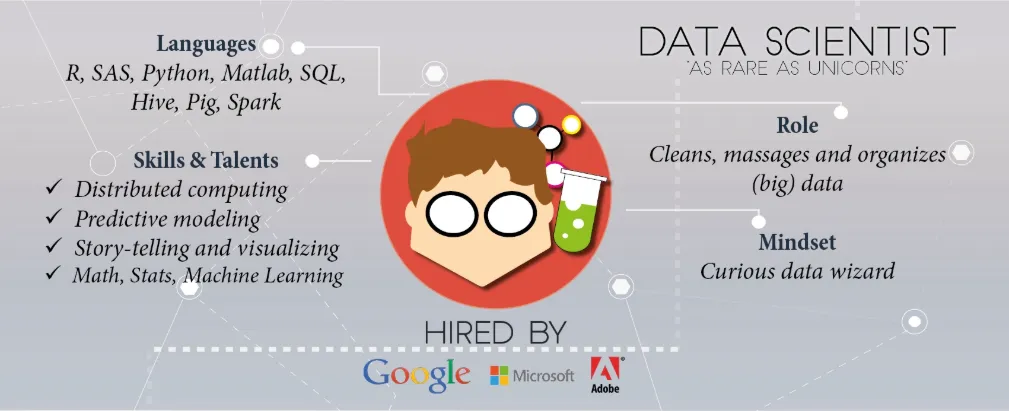 DATA SCIENTIST
"AS RARE AS UNICORNS"
Languages
R, SAS, Python, Matlab, SQL,
Hive, Pig, Spark
Skills & Talents
✓ Distributed computing
✓ Predictive modeling
✓ Story-telling and visualizing
✓ Math, Stats, Machine Learning
Role
Cleans, massages and organizes
(big) data
Mindset
Curious data wizard
HIRED BY
Google
Microsoft
Adobe